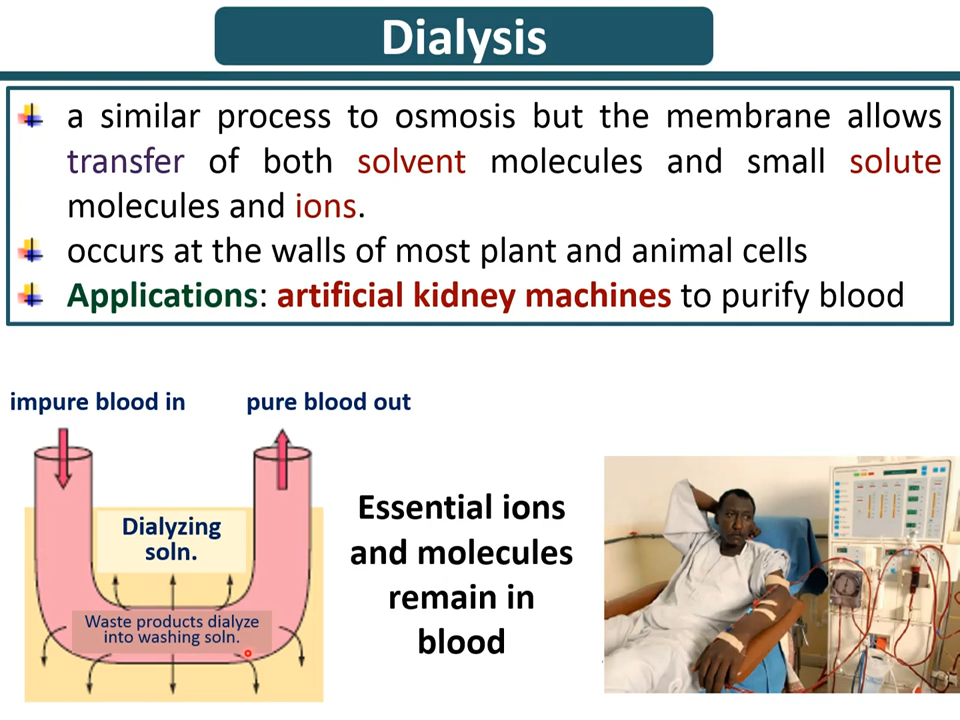 Dialysis
a similar process to osmosis but the membrane allows
transfer of both solvent molecules and small solute
molecules and ions.
occurs at the walls of most plant and animal cells
Applications: artificial kidney machines to purify blood
impure blood in
pure blood out
Dialyzing
soln.
Waste products dialyze
into washing soln.
Essential ions
and molecules
remain in
blood